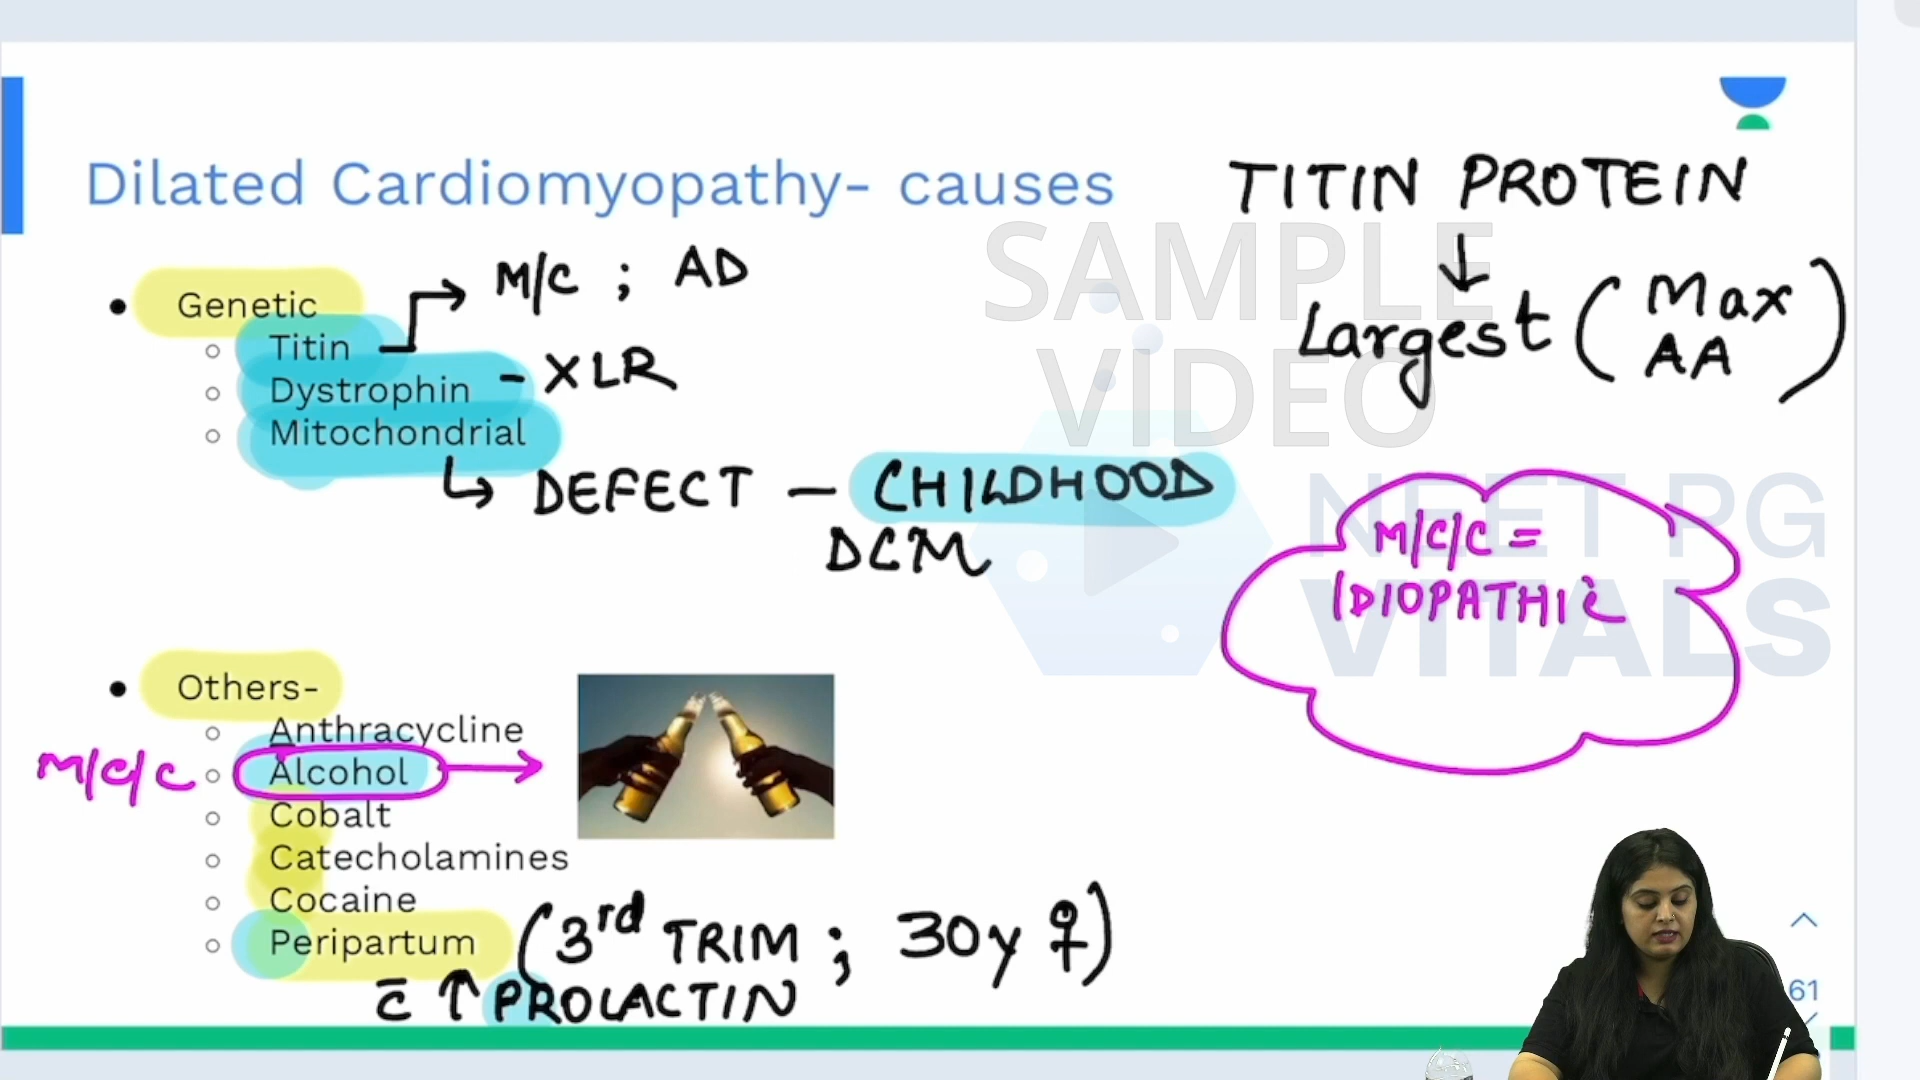 Dilated Cardiomyopathy- causes
TITIN PROTEIN
↓
Largest (Max AA)
SAMPLE
VIDEO
• Genetic
○ Titin → M/C ; AD
○ Dystrophin - XLR
○ Mitochondrial
↳ DEFECT — CHILDHOOD
DCM
NEET PG
VITALS
M/C/C =
IDIOPATHIC
• Others-
○ Anthracycline
M/C/C ○ Alcohol →
○ Cobalt
○ Catecholamines
○ Cocaine
○ Peripartum (3rd TRIM ; 30y ♀)
c̄ ↑ PROLACTIN
61